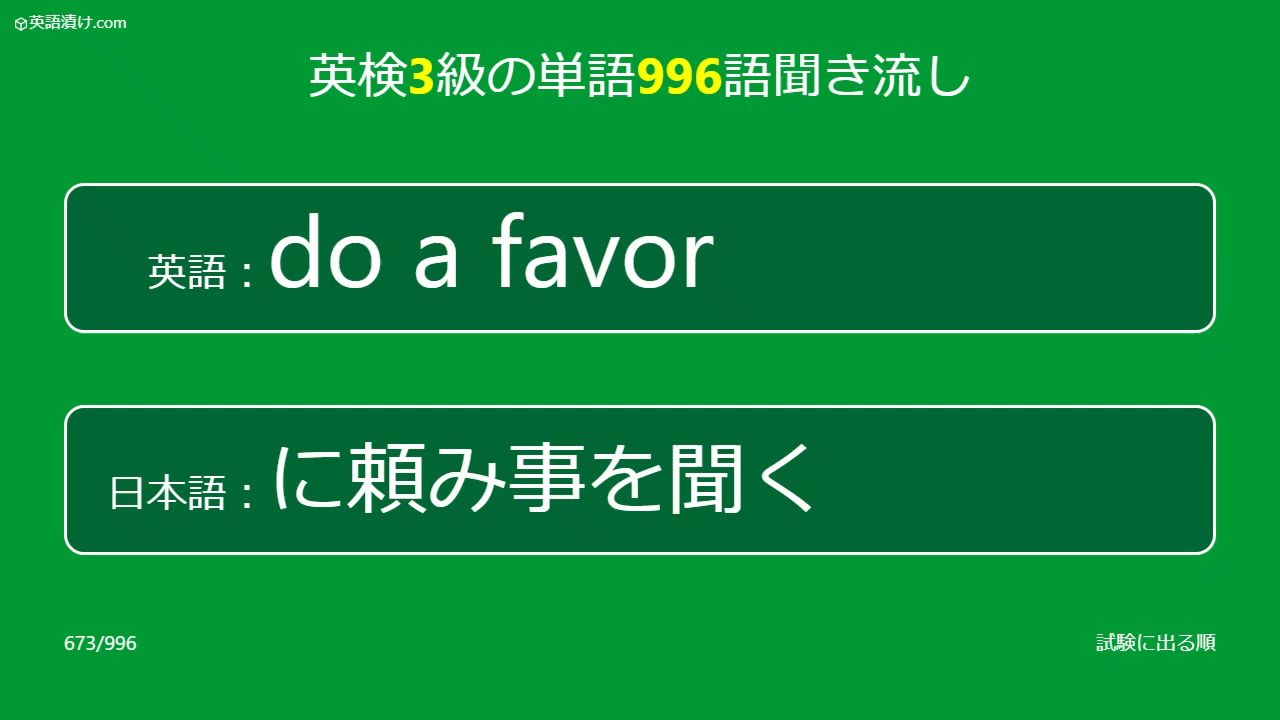 英語漬け.com
英検3級の単語996語聞き流し
英語：do a favor
日本語：に頼み事を聞く
673/996
試験に出る順